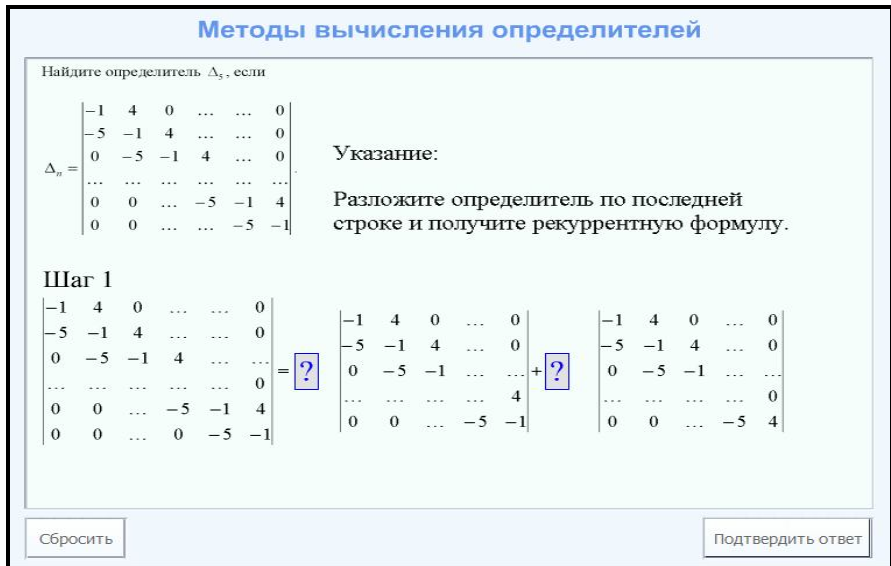 Методы вычисления определителей
Найдите определитель Δ₅, если
Δₙ =
−1 4 0 ... ... 0
−5 −1 4 ... ... 0
0 −5 −1 4 ... 0
... ... ... ... ... ...
0 0 ... −5 −1 4
0 0 ... ... −5 −1
.
Указание:
Разложите определитель по последней
строке и получите рекуррентную формулу.
Шаг 1
−1 4 0 ... ... 0
−5 −1 4 ... ... 0
0 −5 −1 4 ... ...
... ... ... ... ... 0
0 0 ... −5 −1 4
0 0 ... 0 −5 −1
= ?
−1 4 0 ... 0
−5 −1 4 ... 0
0 −5 −1 ... ...
... ... ... ... 4
0 0 ... −5 −1
+ ?
−1 4 0 ... 0
−5 −1 4 ... 0
0 −5 −1 ... ...
... ... ... ... 0
0 0 ... −5 4
Сбросить
Подтвердить ответ